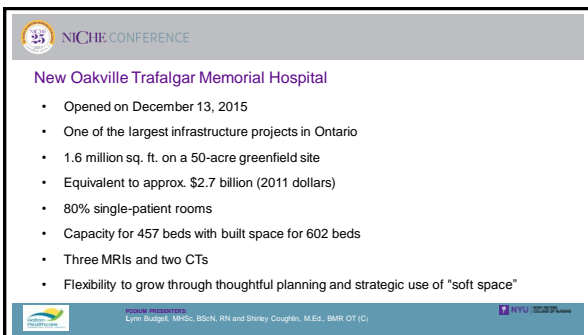 NICHE
25
NICHE CONFERENCE
New Oakville Trafalgar Memorial Hospital
• Opened on December 13, 2015
• One of the largest infrastructure projects in Ontario
• 1.6 million sq. ft. on a 50-acre greenfield site
• Equivalent to approx. $2.7 billion (2011 dollars)
• 80% single-patient rooms
• Capacity for 457 beds with built space for 602 beds
• Three MRIs and two CTs
• Flexibility to grow through thoughtful planning and strategic use of "soft space"
PODIUM PRESENTERS:
Lynn Budgell, MHSc, BScN, RN and Shirley Coughlin, M.Ed., BMR OT (C)
Halton
Healthcare
NYU